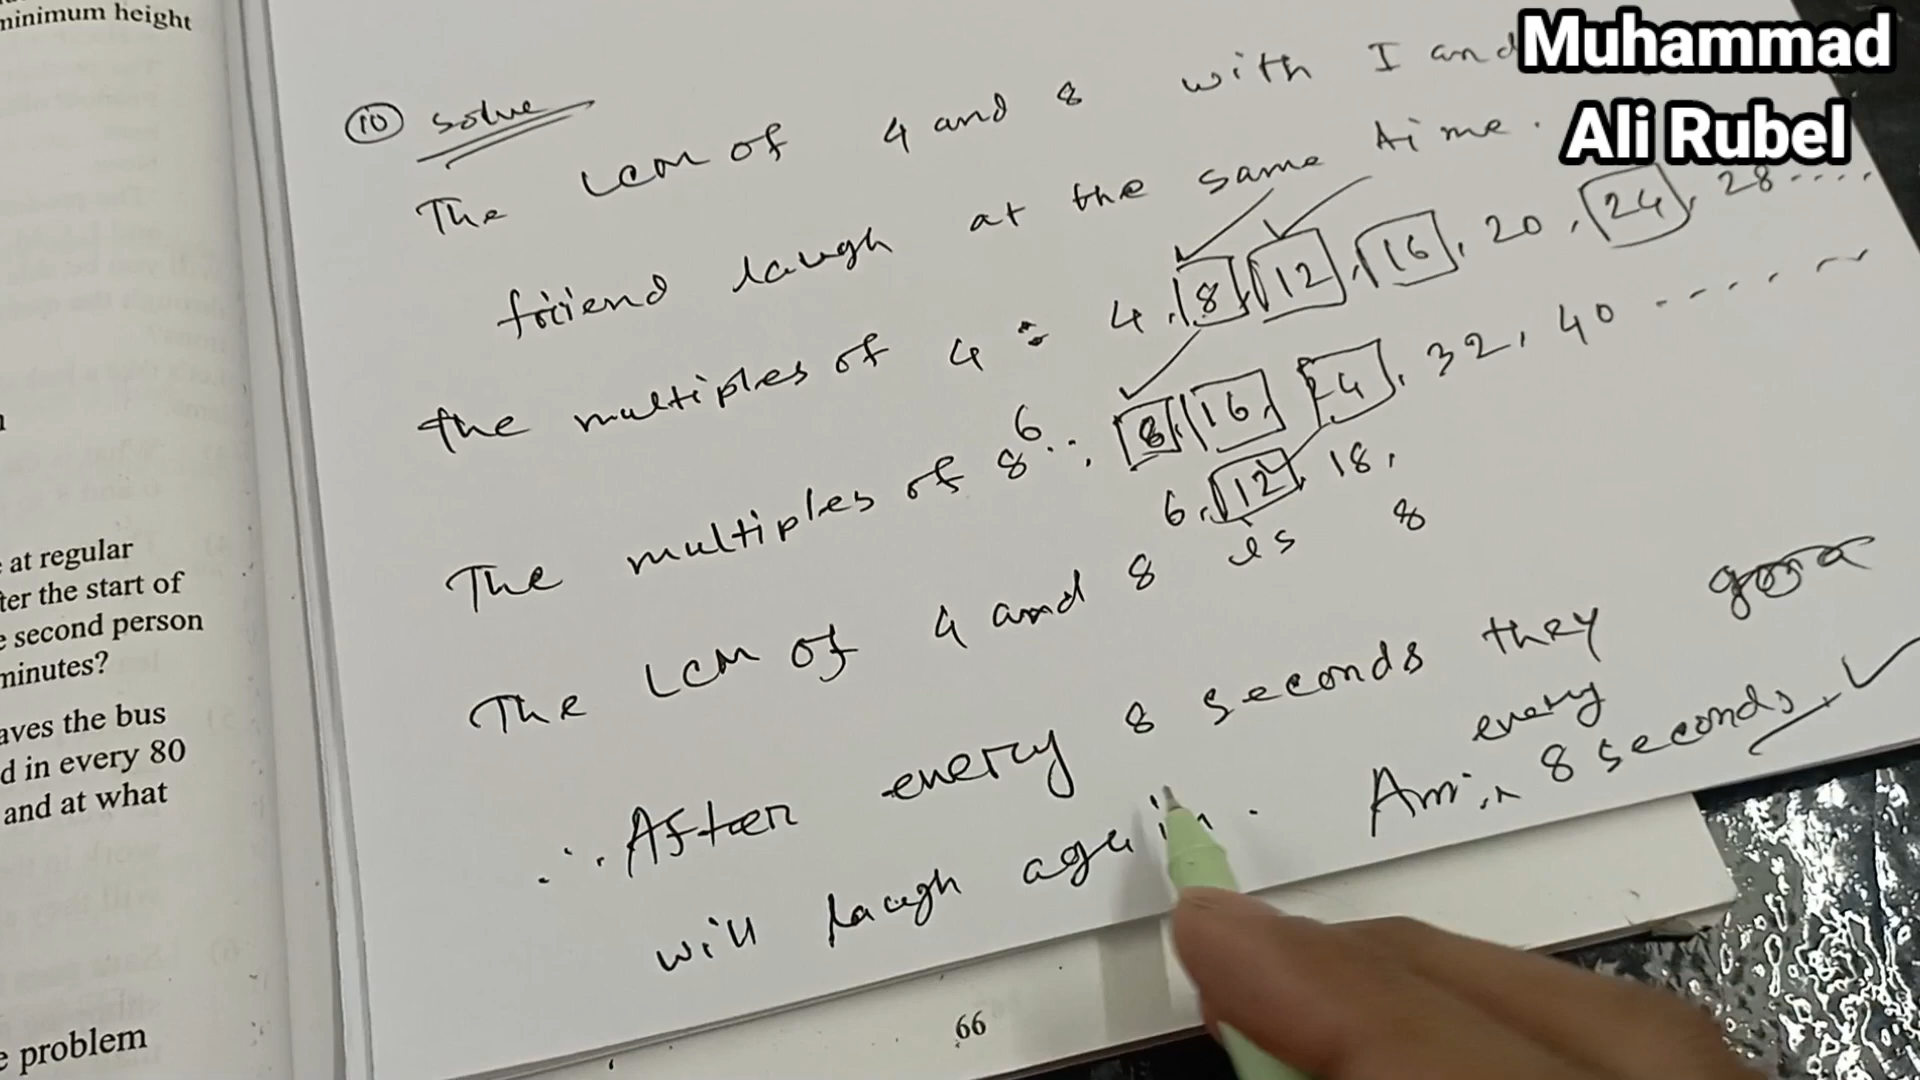 minimum height
Muhammad
Ali Rubel
10 solve
The LCM of 4 and 8 with I and
friend laugh at the same time.
the multiples of 4 : 4, 8, 12, 16, 20, 24, 28 ....
6
The multiples of 8 : 8, 16, 24, 32, 40 ......
6, 12, 18,
The LCM of 4 and 8 is 8
∴ After every 8 seconds they
will laugh again. Ans: in every 8 seconds.
at regular
ter the start of
e second person
minutes?
aves the bus
d in every 80
and at what
e problem
66